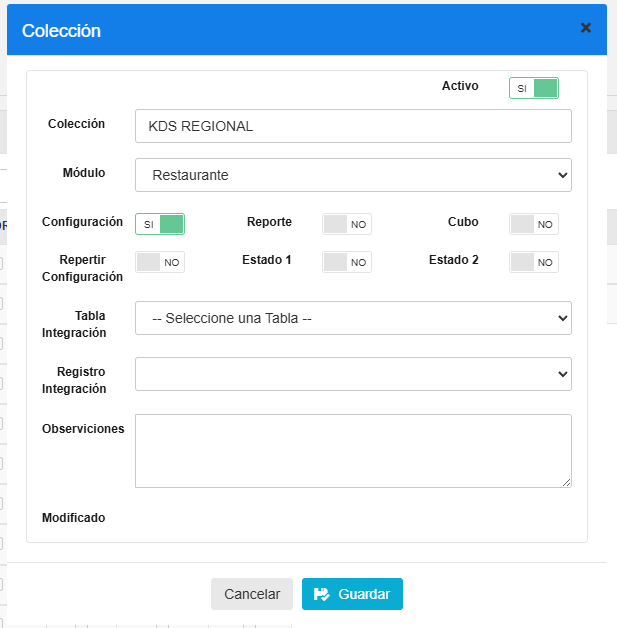 Colección
×
Activo SI
Colección KDS REGIONAL
Módulo Restaurante
Configuración SI Reporte NO Cubo NO
Repertir
Configuración
NO Estado 1 NO Estado 2 NO
Tabla
Integración
-- Seleccione una Tabla --
Registro
Integración
Observiciones
Modificado
Cancelar Guardar